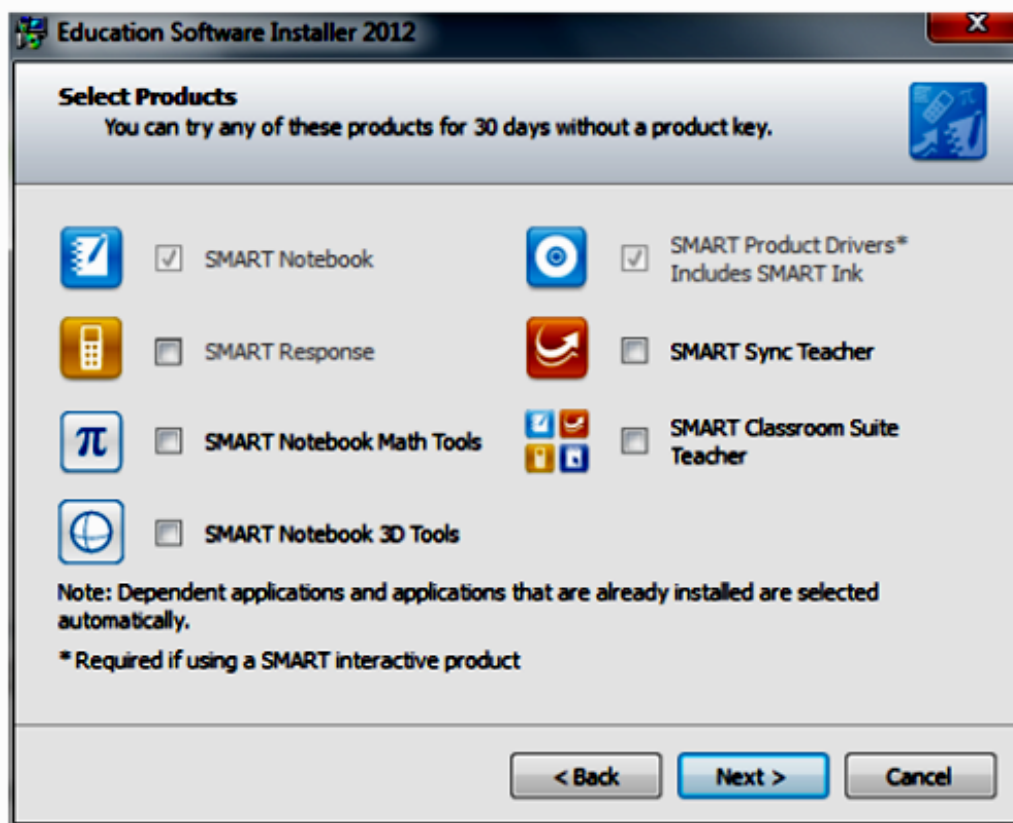 Education Software Installer 2012
X
Select Products
You can try any of these products for 30 days without a product key.
SMART Notebook
SMART Product Drivers*
Includes SMART Ink
SMART Response
SMART Sync Teacher
π
SMART Notebook Math Tools
SMART Classroom Suite
Teacher
SMART Notebook 3D Tools
Note: Dependent applications and applications that are already installed are selected
automatically.
* Required if using a SMART interactive product
< Back
Next >
Cancel